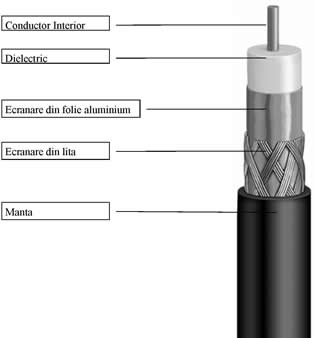 Conductor Interior
Dielectric
Ecranare din folie aluminium
Ecranare din lita
Manta